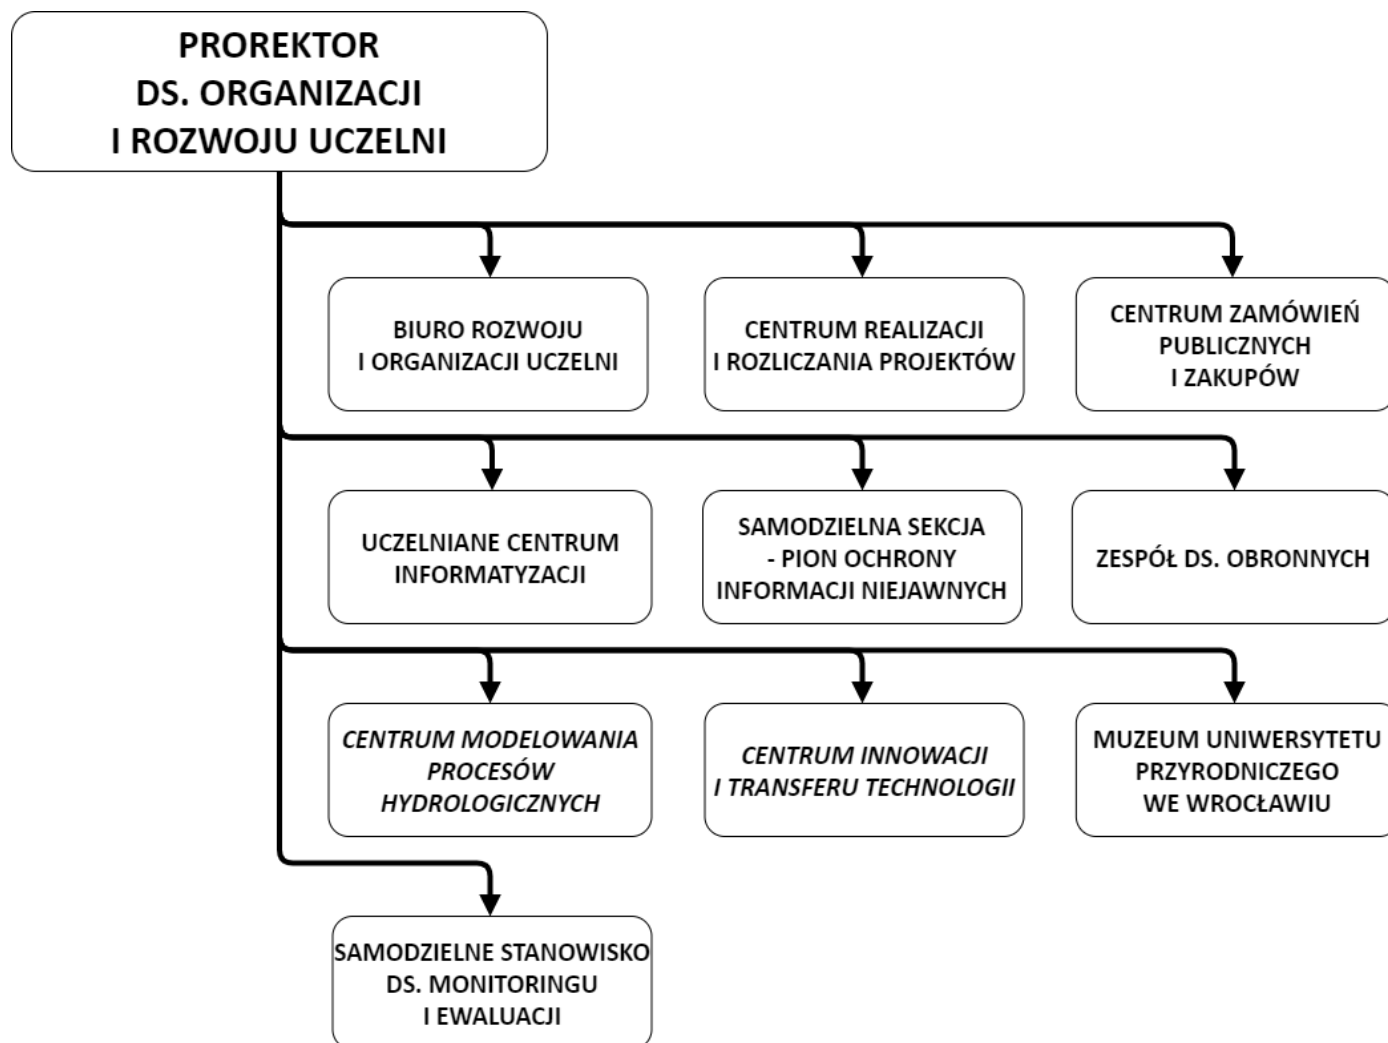 PROREKTOR
DS. ORGANIZACJI
I ROZWOJU UCZELNI
BIURO ROZWOJU
I ORGANIZACJI UCZELNI
CENTRUM REALIZACJI
I ROZLICZANIA PROJEKTÓW
CENTRUM ZAMÓWIEŃ
PUBLICZNYCH
I ZAKUPÓW
UCZELNIANE CENTRUM
INFORMATYZACJI
SAMODZIELNA SEKCJA
- PION OCHRONY
INFORMACJI NIEJAWNYCH
ZESPÓŁ DS. OBRONNYCH
CENTRUM MODELOWANIA
PROCESÓW
HYDROLOGICZNYCH
CENTRUM INNOWACJI
I TRANSFERU TECHNOLOGII
MUZEUM UNIWERSYTETU
PRZYRODNICZEGO
WE WROCŁAWIU
SAMODZIELNE STANOWISKO
DS. MONITORINGU
I EWALUACJI